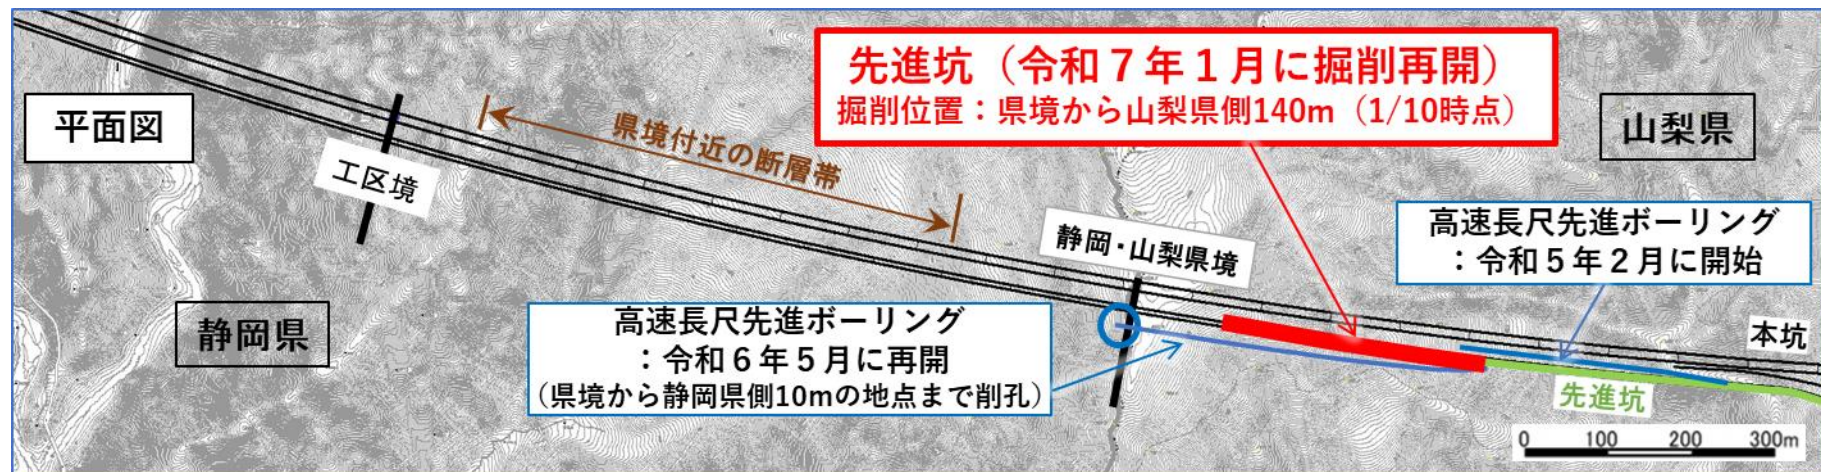 先進坑（令和７年１月に掘削再開）
掘削位置：県境から山梨県側140m（1/10時点）
平面図
県境付近の断層帯
山梨県
工区境
静岡・山梨県境
高速長尺先進ボーリング
：令和５年２月に開始
静岡県
高速長尺先進ボーリング
：令和６年５月に再開
（県境から静岡県側10mの地点まで削孔）
本坑
先進坑
0 100 200 300m